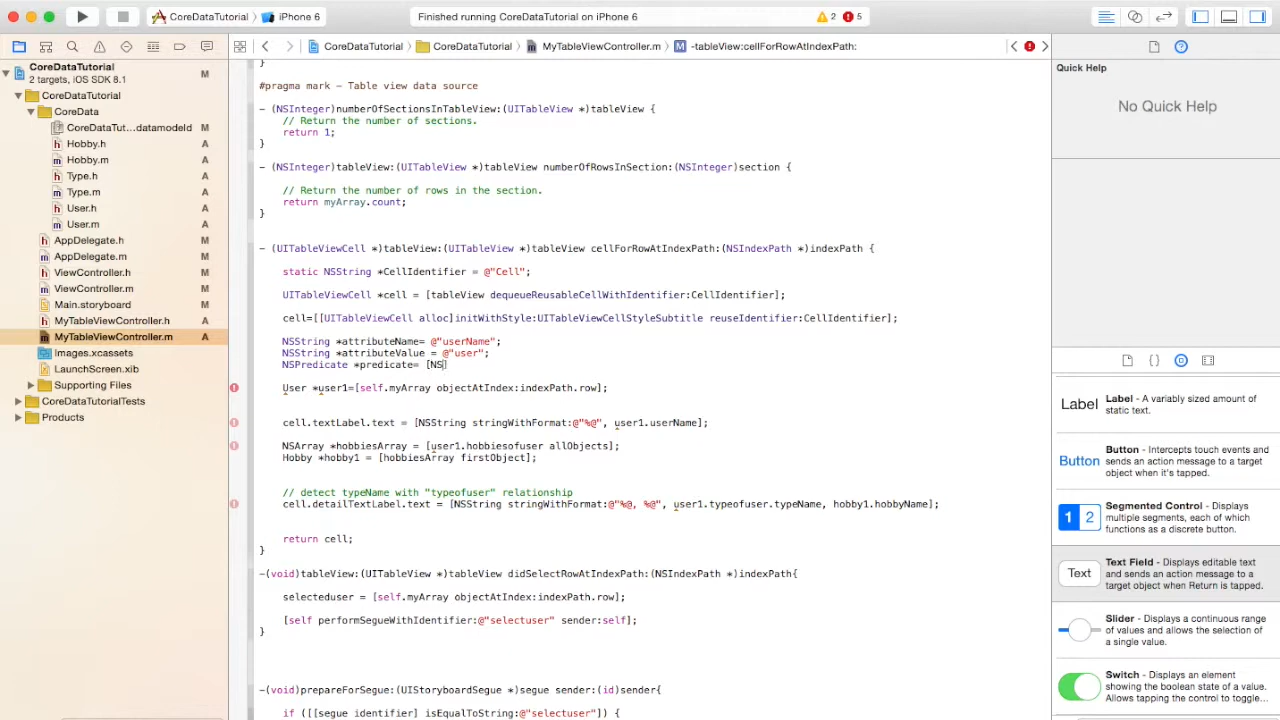 CoreDataTutorial
iPhone 6
Finished running CoreDataTutorial on iPhone 6
2
5
CoreDataTutorial
CoreDataTutorial
MyTableViewController.m
M
-tableView:cellForRowAtIndexPath:
CoreDataTutorial
2 targets, iOS SDK 8.1
M
CoreDataTutorial
CoreData
CoreDataTut...datamodeld M
Hobby.h A
Hobby.m A
Type.h A
Type.m A
User.h A
User.m A
AppDelegate.h M
AppDelegate.m M
ViewController.h M
ViewController.m M
Main.storyboard M
MyTableViewController.h A
MyTableViewController.m A
Images.xcassets
LaunchScreen.xib
Supporting Files
CoreDataTutorialTests
Products
}
#pragma mark - Table view data source
- (NSInteger)numberOfSectionsInTableView:(UITableView *)tableView {
// Return the number of sections.
return 1;
}
- (NSInteger)tableView:(UITableView *)tableView numberOfRowsInSection:(NSInteger)section {
// Return the number of rows in the section.
return myArray.count;
}
- (UITableViewCell *)tableView:(UITableView *)tableView cellForRowAtIndexPath:(NSIndexPath *)indexPath {
static NSString *CellIdentifier = @"Cell";
UITableViewCell *cell = [tableView dequeueReusableCellWithIdentifier:CellIdentifier];
cell=[[UITableViewCell alloc]initWithStyle:UITableViewCellStyleSubtitle reuseIdentifier:CellIdentifier];
NSString *attributeName= @"userName";
NSString *attributeValue = @"user";
NSPredicate *predicate= [NS]
User *user1=[self.myArray objectAtIndex:indexPath.row];
cell.textLabel.text = [NSString stringWithFormat:@"%@", user1.userName];
NSArray *hobbiesArray = [user1.hobbiesofuser allObjects];
Hobby *hobby1 = [hobbiesArray firstObject];
// detect typeName with "typeofuser" relationship
cell.detailTextLabel.text = [NSString stringWithFormat:@"%@, %@", user1.typeofuser.typeName, hobby1.hobbyName];
return cell;
}
-(void)tableView:(UITableView *)tableView didSelectRowAtIndexPath:(NSIndexPath *)indexPath{
selecteduser = [self.myArray objectAtIndex:indexPath.row];
[self performSegueWithIdentifier:@"selectuser" sender:self];
}
-(void)prepareForSegue:(UIStoryboardSegue *)segue sender:(id)sender{
if ([[segue identifier] isEqualToString:@"selectuser"]) {
Quick Help
No Quick Help
Label
Label - A variably sized amount of
static text.
Button
Button - Intercepts touch events and
sends an action message to a target
object when it's tapped.
1 2
Segmented Control - Displays
multiple segments, each of which
functions as a discrete button.
Text
Text Field - Displays editable text
and sends an action message to a
target object when Return is tapped.
Slider - Displays a continuous range
of values and allows the selection of
a single value.
Switch - Displays an element
showing the boolean state of a value.
Allows tapping the control to toggle...